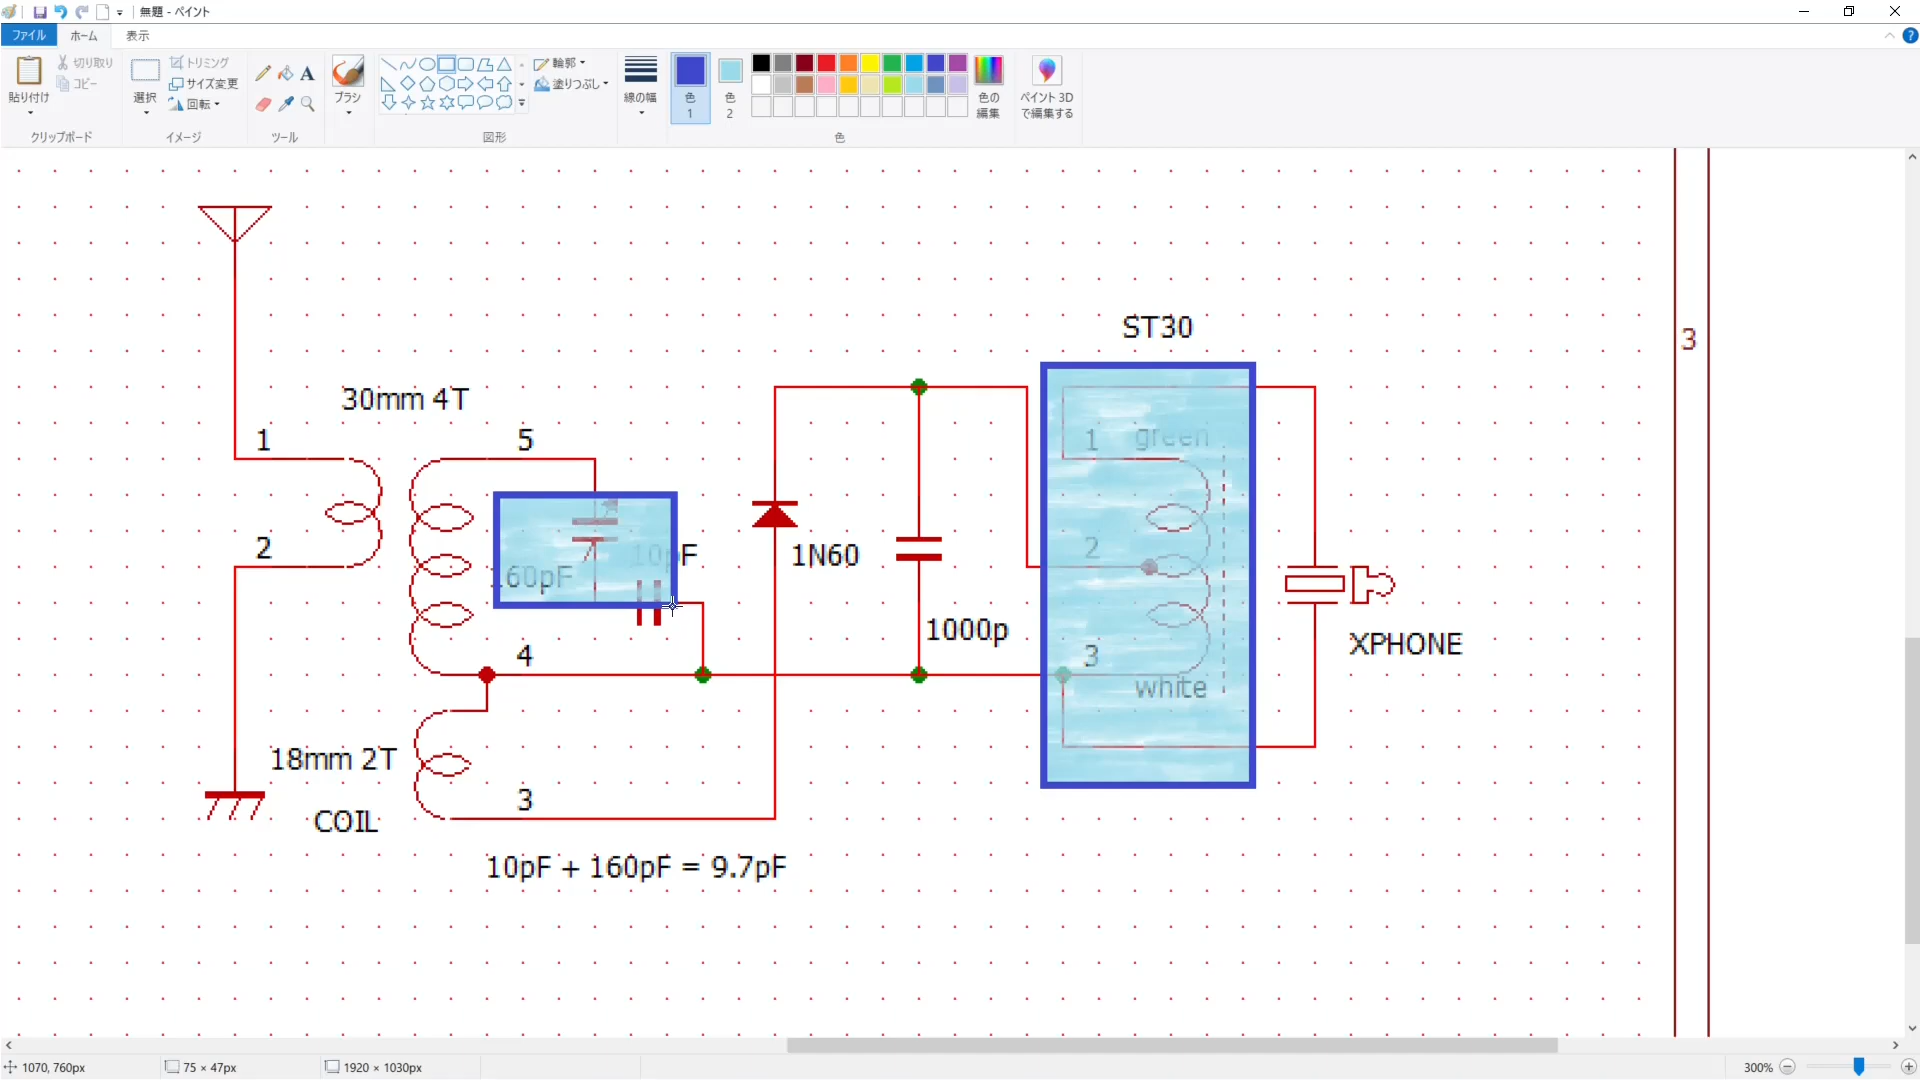 無題 - ペイント
ファイル ホーム 表示
貼り付け
切り取り
コピー
クリップボード
選択
トリミング
サイズ変更
回転
イメージ
ツール
ブラシ
図形
輪郭
塗りつぶし
線の幅
色
1
色
2
色の
編集
色
ペイント 3D
で編集する
ST30
3
30mm 4T
1
5
1
green
2
10pF
1N60
2
160pF
1000p
4
XPHONE
3
white
18mm 2T
3
COIL
10pF + 160pF = 9.7pF
1070, 760px
75 × 47px
1920 × 1030px
300%